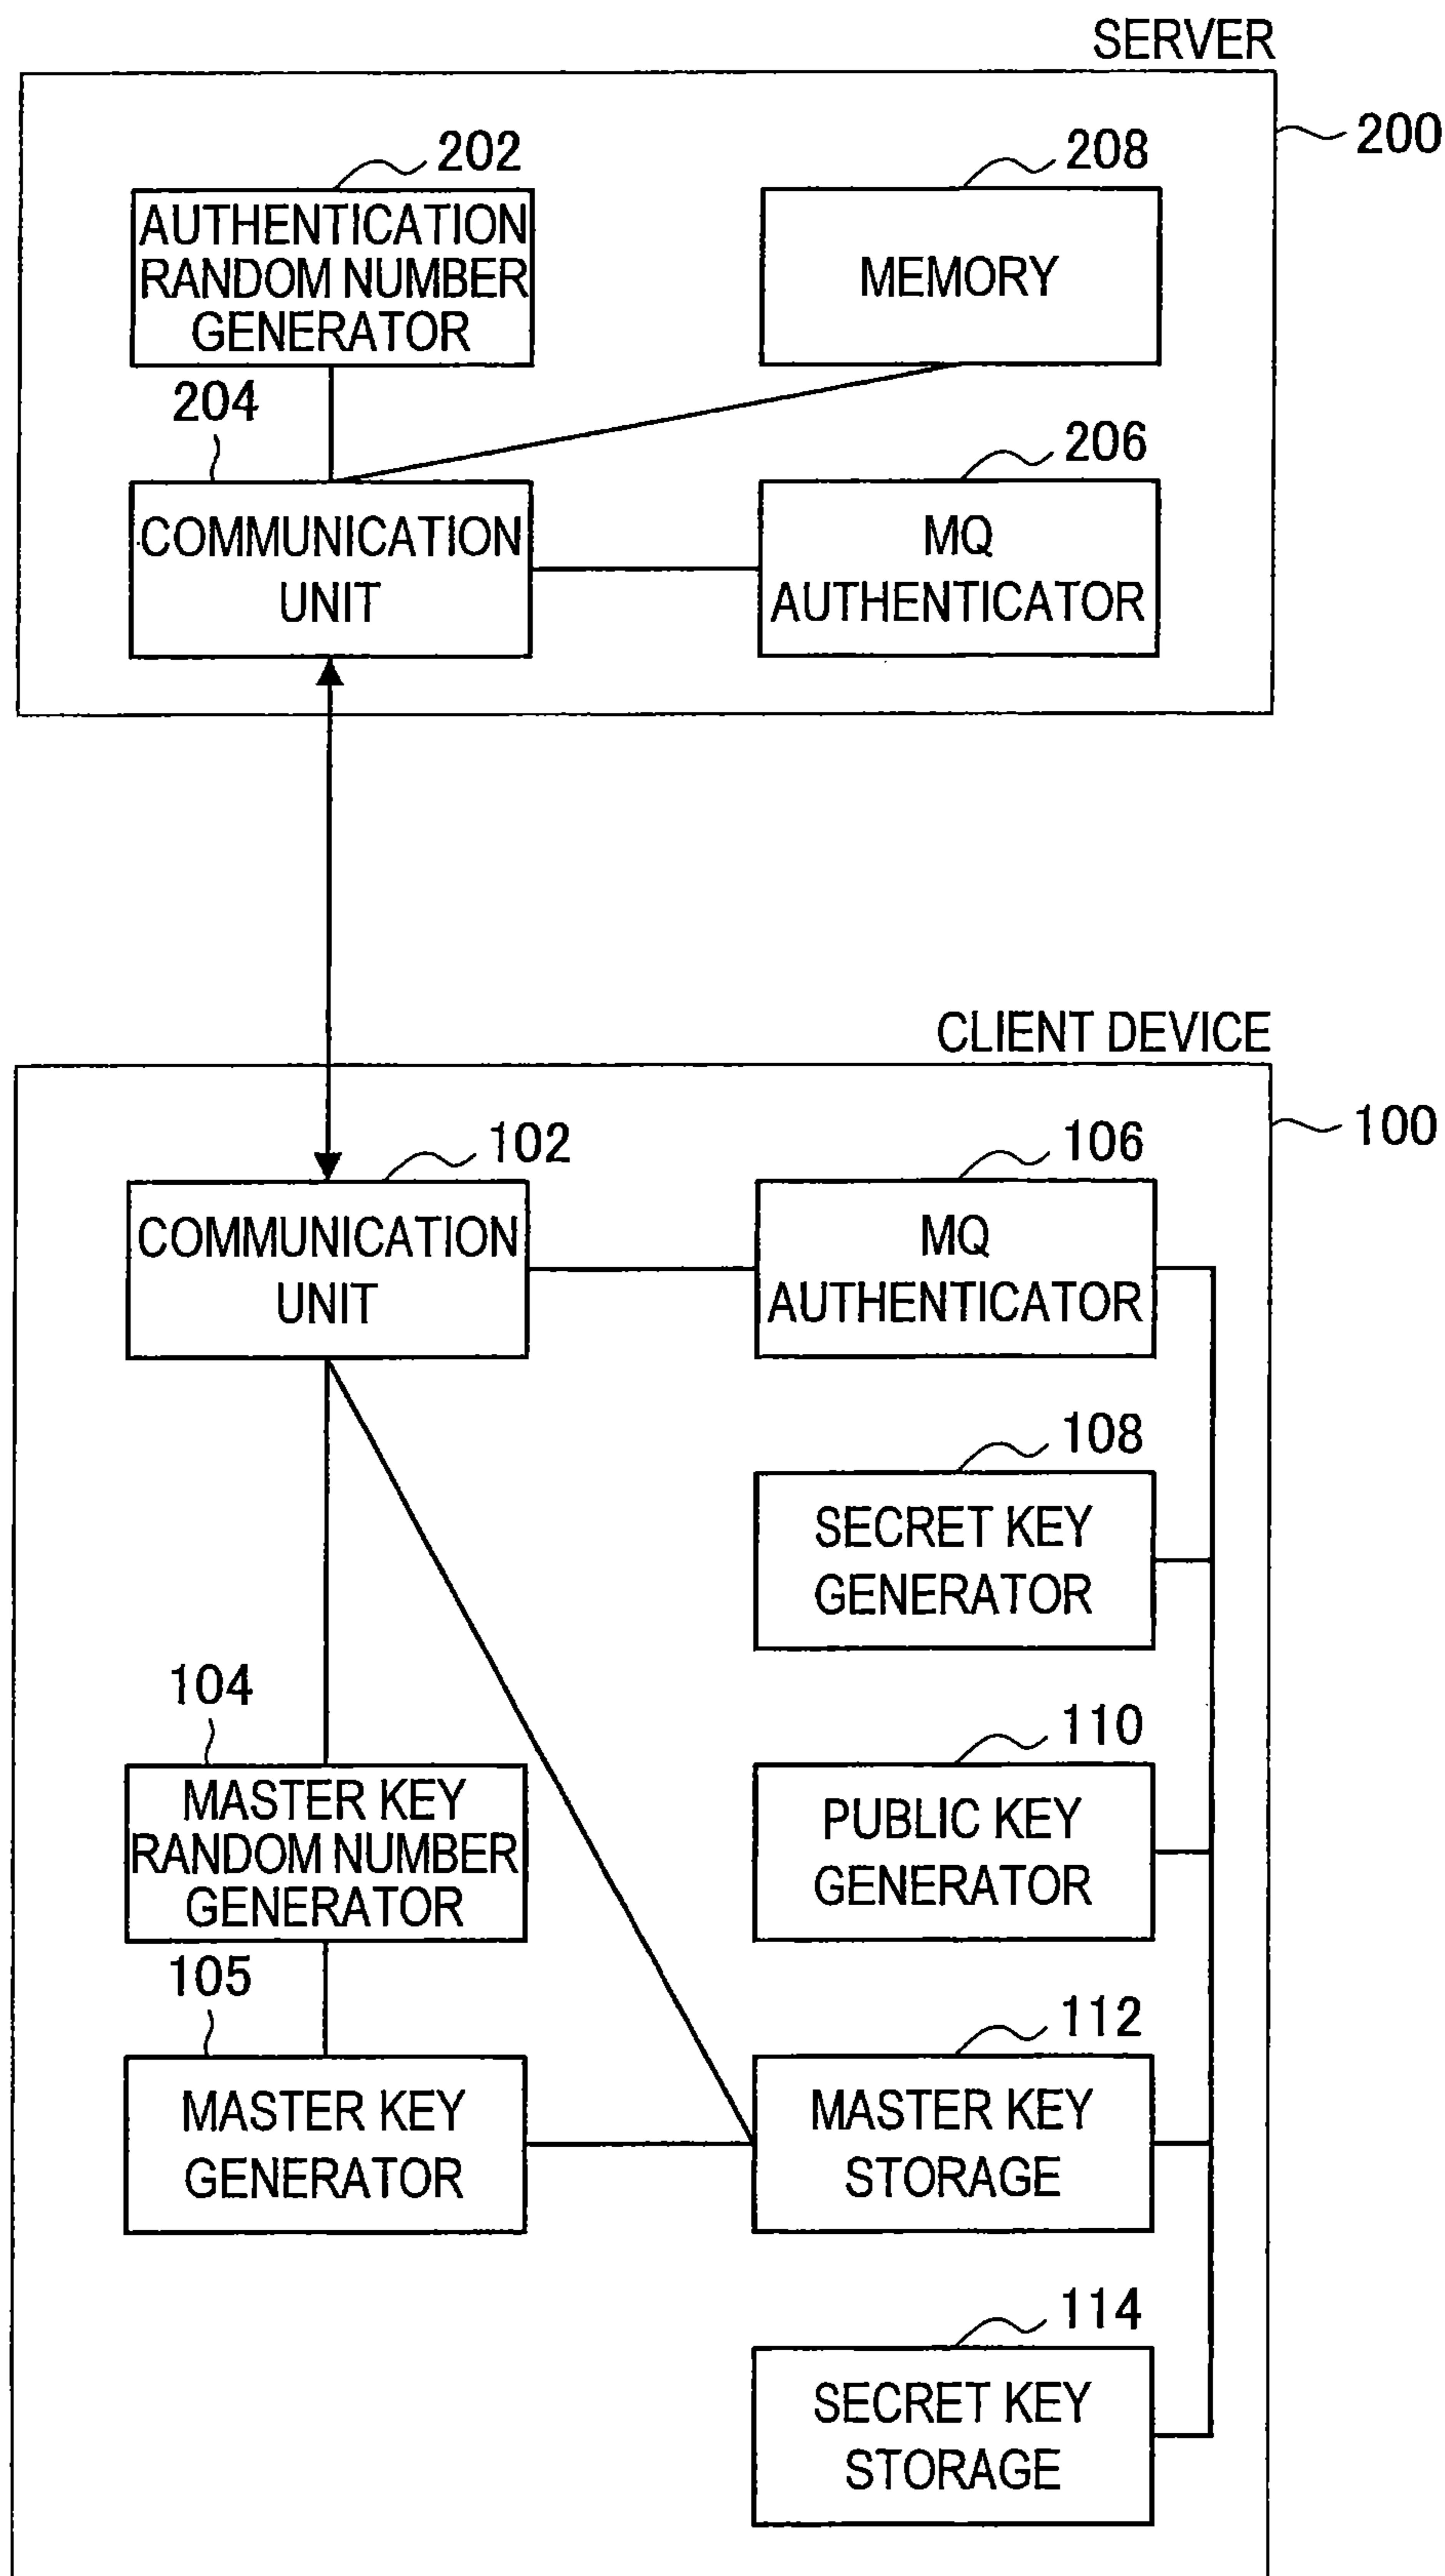 SERVER
200
202
208
AUTHENTICATION
RANDOM NUMBER
GENERATOR
MEMORY
204
206
COMMUNICATION
UNIT
MQ
AUTHENTICATOR
CLIENT DEVICE
100
102
106
COMMUNICATION
UNIT
MQ
AUTHENTICATOR
108
SECRET KEY
GENERATOR
104
110
MASTER KEY
RANDOM NUMBER
GENERATOR
PUBLIC KEY
GENERATOR
105
112
MASTER KEY
GENERATOR
MASTER KEY
STORAGE
114
SECRET KEY
STORAGE